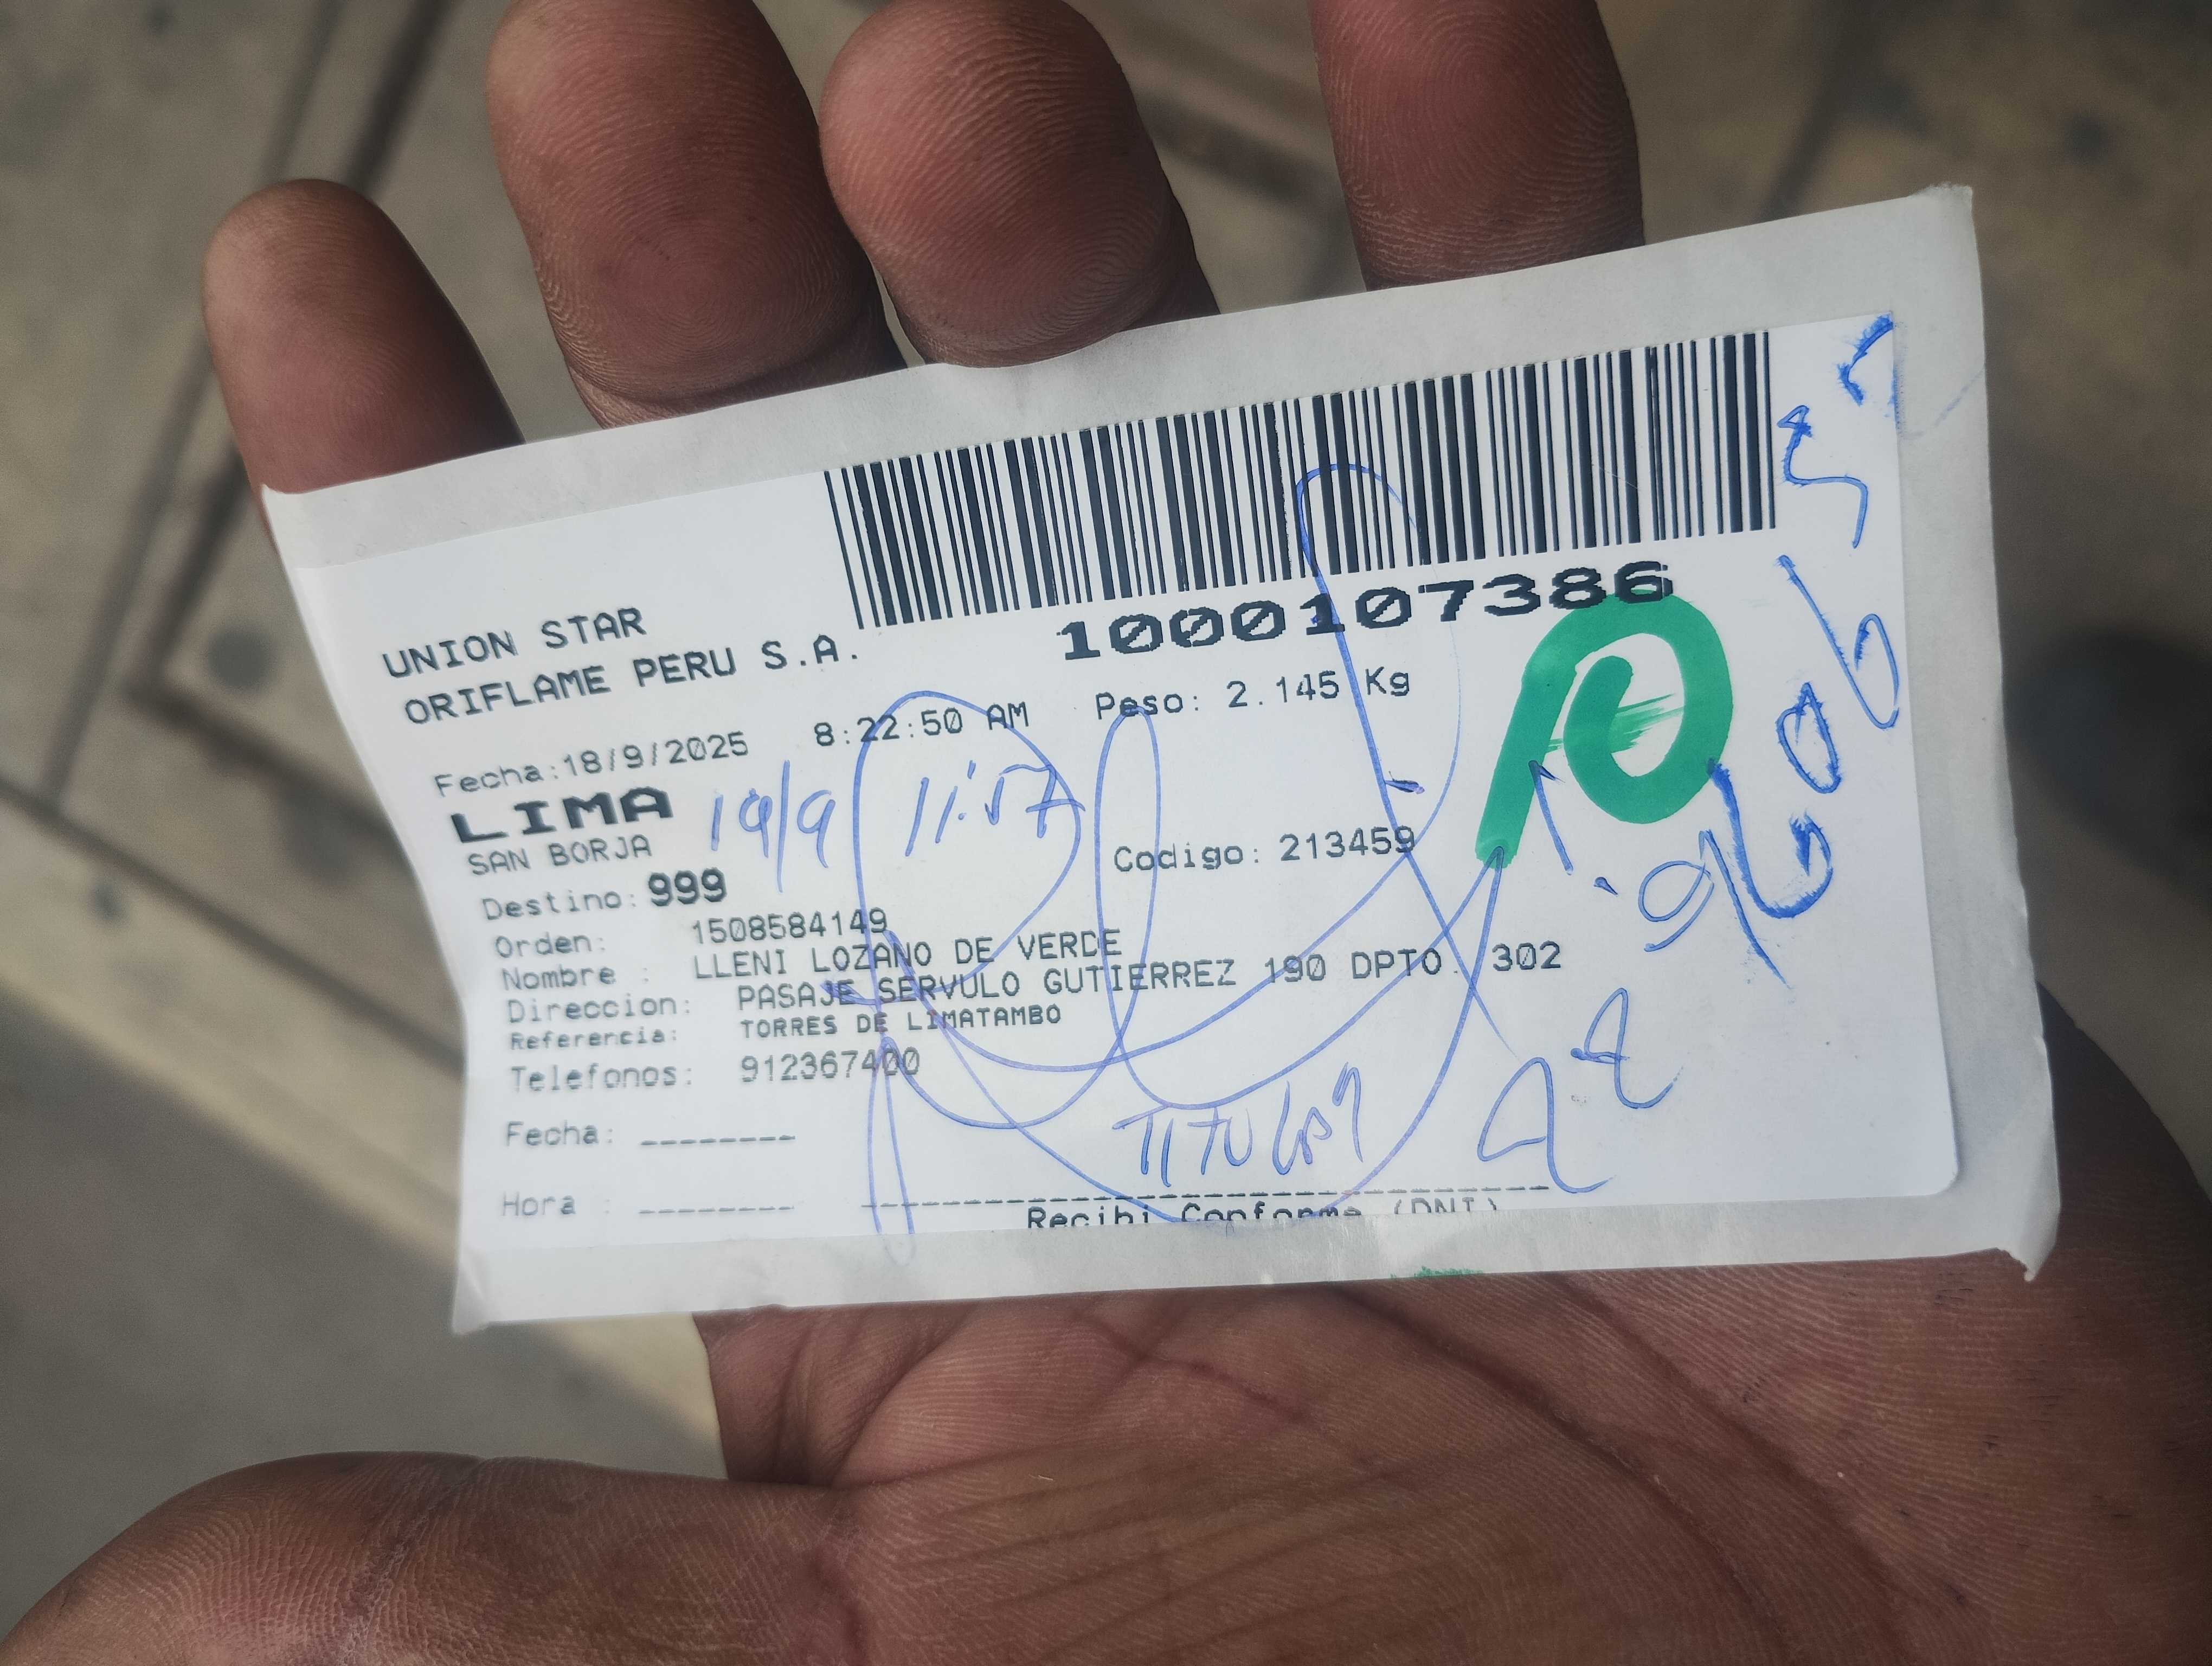 1000107386
UNION STAR
ORIFLAME PERU S.A.
Fecha:18/9/2025 8:22:50 AM Peso: 2.145 Kg
LIMA 19/9 11:57
SAN BORJA
Codigo: 213459
Destino: 999
Orden: 1508584149
Nombre : LLENI LOZANO DE VERDE
Direccion: PASAJE SERVULO GUTIERREZ 190 DPTO. 302
Referencia: TORRES DE LIMATAMBO
Telefonos: 912367400
Fecha: --------
TITULAR
Hora : --------
Recibi Conforme (DNI)